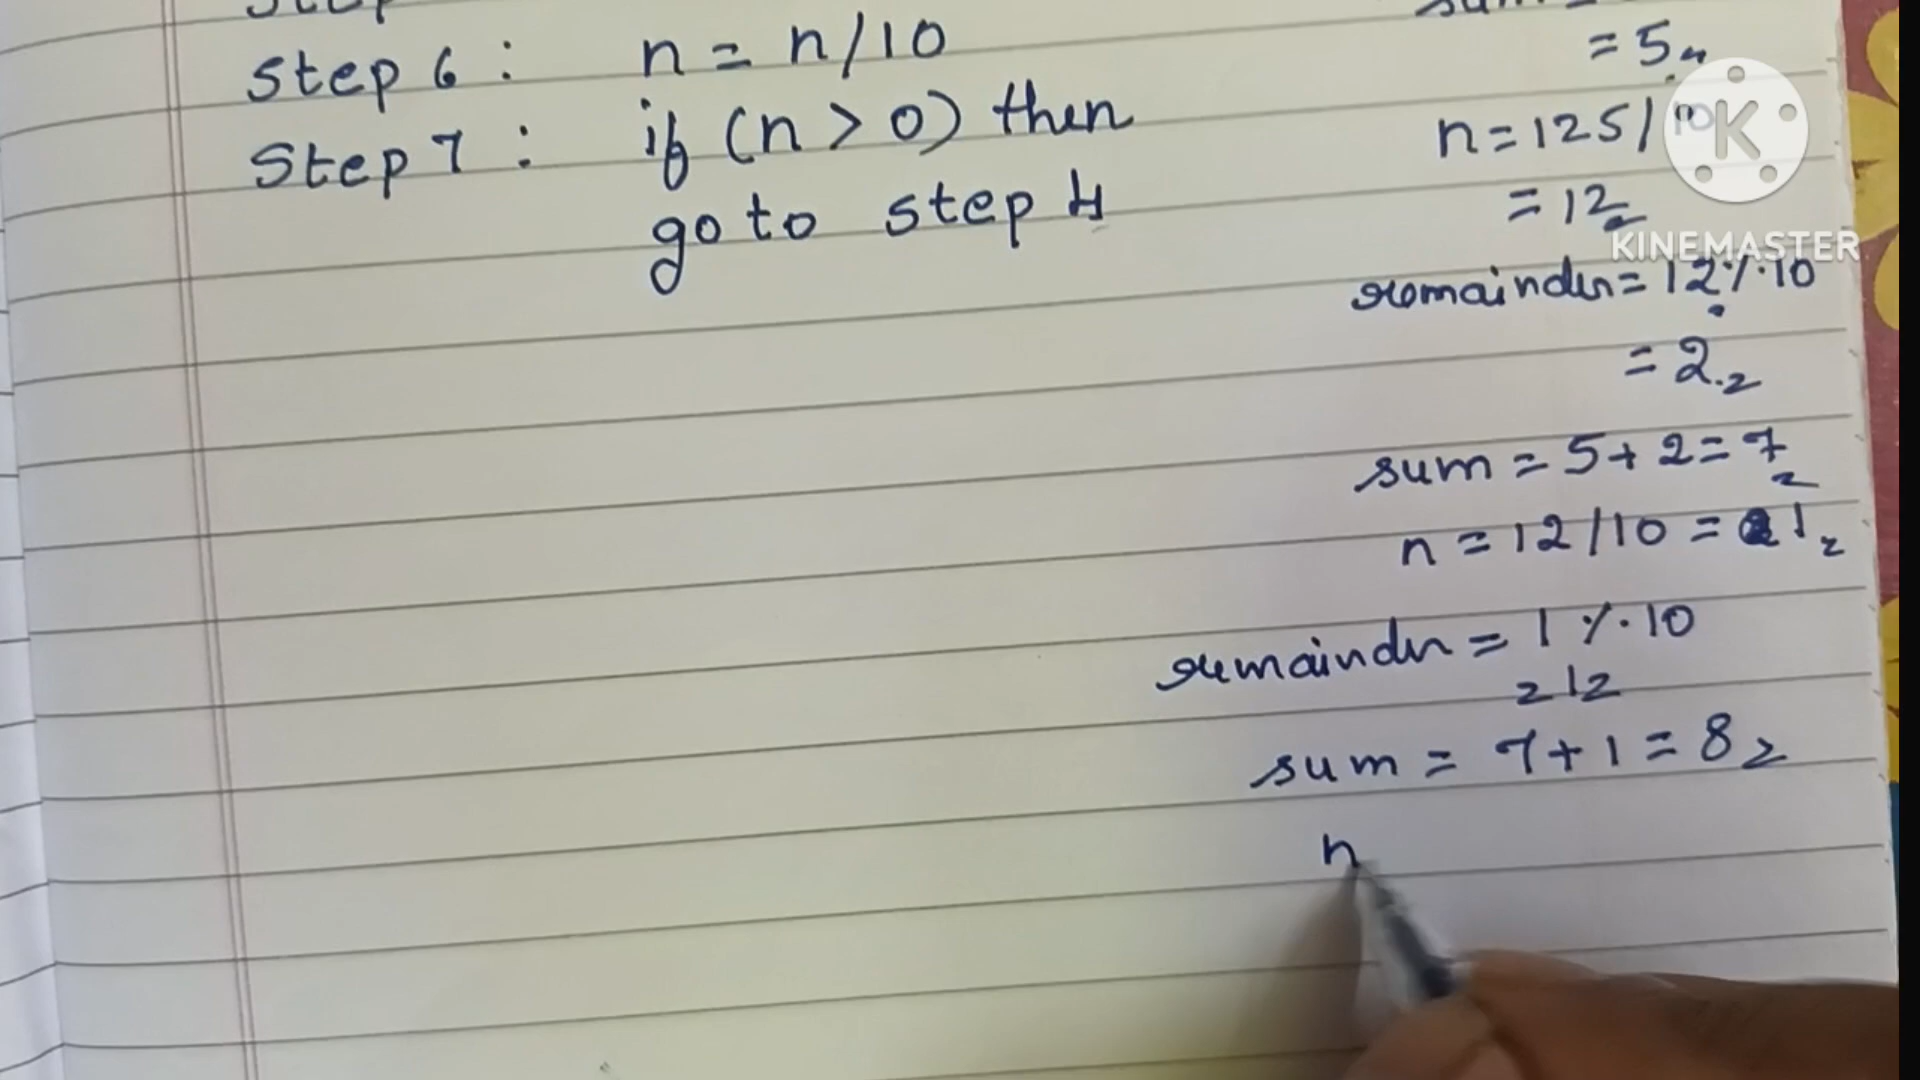 Step 6 : n = n/10
Step 7 : if (n > 0) then
go to step 4
= 5
n = 125/10
= 12
KINEMASTER
remainder = 12 % 10
= 2
sum = 5 + 2 = 7
n = 12/10 = 1
remainder = 1 % 10
= 1
sum = 7 + 1 = 8
n